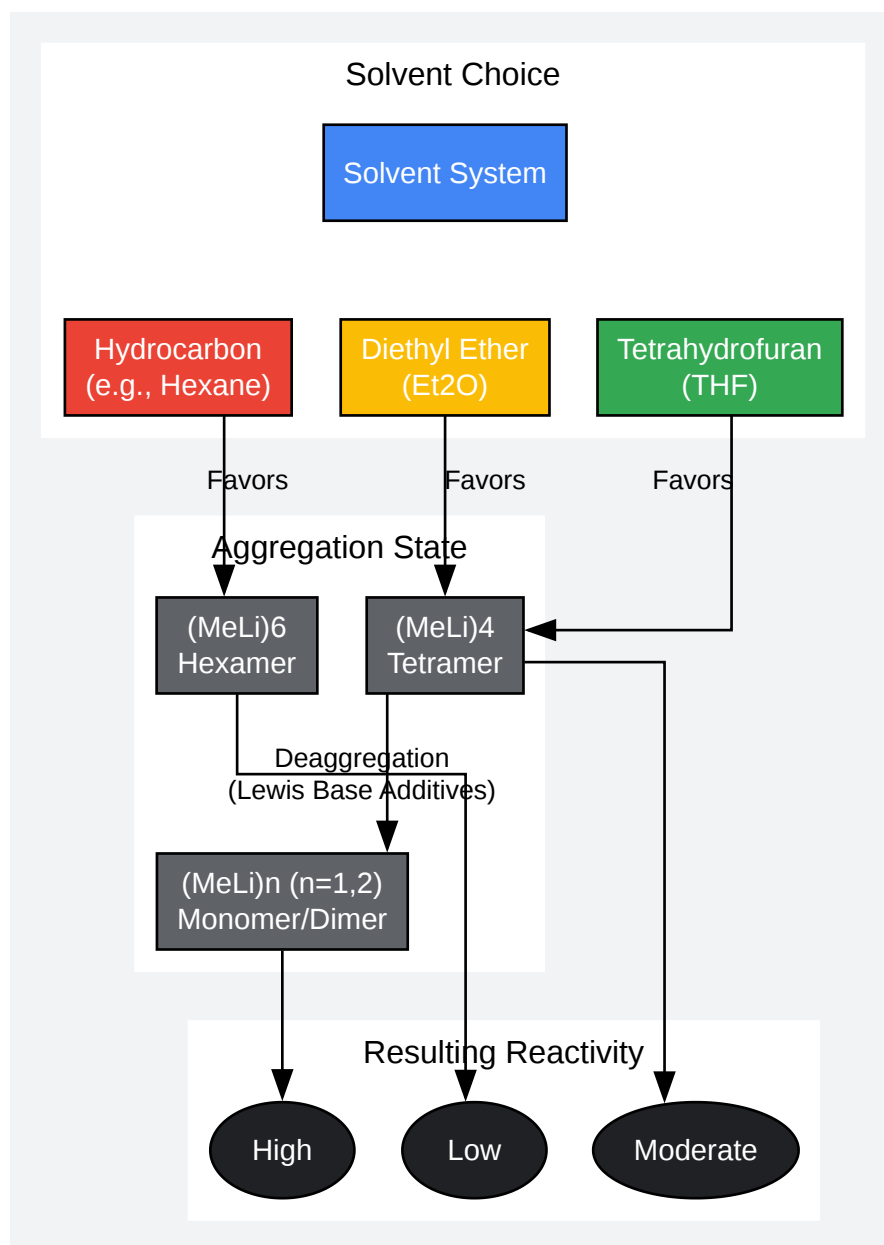 Solvent Choice
Solvent System
Hydrocarbon
(e.g., Hexane)
Diethyl Ether
(Et2O)
Tetrahydrofuran
(THF)
Favors
Favors
Favors
Aggregation State
(MeLi)6
Hexamer
(MeLi)4
Tetramer
Deaggregation
(Lewis Base Additives)
(MeLi)n (n=1,2)
Monomer/Dimer
Resulting Reactivity
High
Low
Moderate